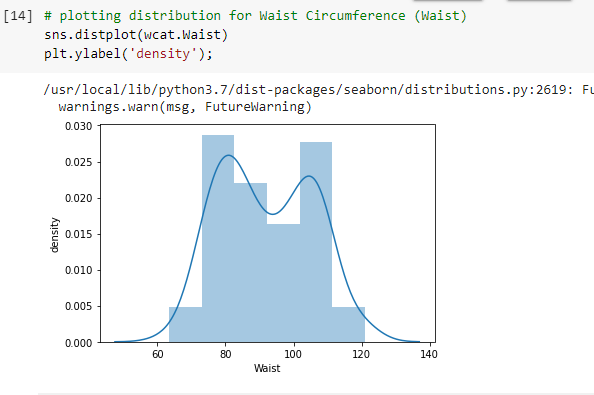 [14] # plotting distribution for Waist Circumference (Waist)
sns.distplot(wcat.Waist)
plt.ylabel('density');
/usr/local/lib/python3.7/dist-packages/seaborn/distributions.py:2619: Fu
warnings.warn(msg, FutureWarning)
0.030
0.025
0.020
0.015
0.010
0.005
0.000
density
60 80 100 120 140
Waist